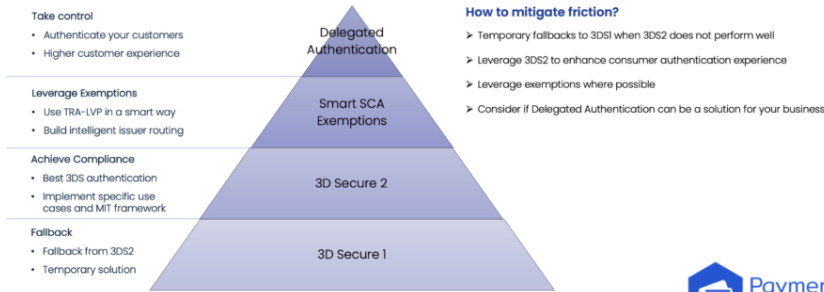 Take control
• Authenticate your customers
• Higher customer experience
Leverage Exemptions
• Use TRA-LVP in a smart way
• Build intelligent issuer routing
Achieve Compliance
• Best 3DS authentication
• Implement specific use
cases and MIT framework
Fallback
• Fallback from 3DS2
• Temporary solution
Delegated
Authentication
Smart SCA
Exemptions
3D Secure 2
3D Secure 1
How to mitigate friction?
➢ Temporary fallbacks to 3DS1 when 3DS2 does not perform well
➢ Leverage 3DS2 to enhance consumer authentication experience
➢ Leverage exemptions where possible
➢ Consider if Delegated Authentication can be a solution for your business